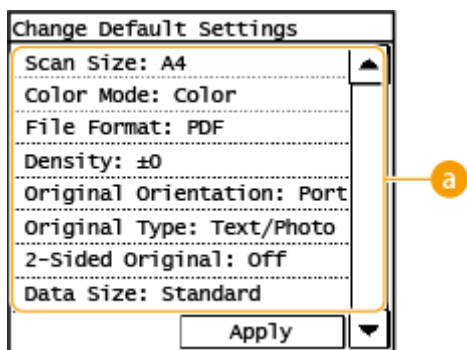 Change Default Settings
Scan Size: A4
Color Mode: Color
File Format: PDF
Density: ±0
Original Orientation: Port
Original Type: Text/Photo
2-Sided Original: Off
Data Size: Standard
Apply
a